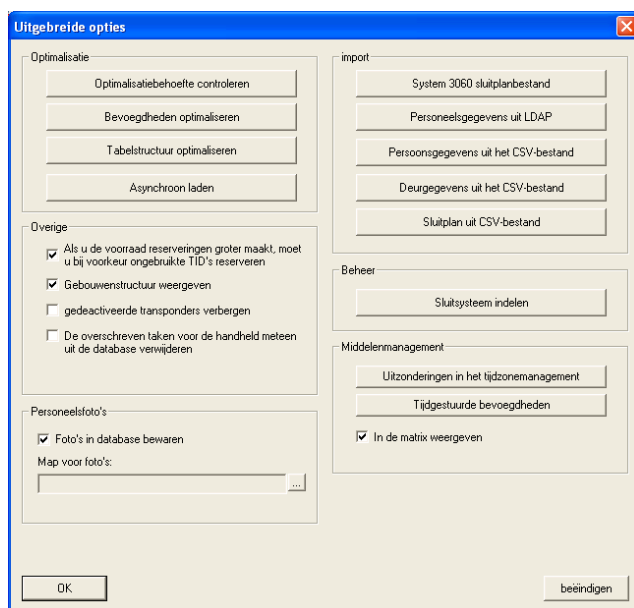 Uitgebreide opties
Optimalisatie
Optimalisatiebehoefte controleren
Bevoegdheden optimaliseren
Tabelstructuur optimaliseren
Asynchroon laden
Overige
Als u de voorraad reserveringen groter maakt, moet
u bij voorkeur ongebruikte TID's reserveren
Gebouwenstructuur weergeven
gedeactiveerde transponders verbergen
De overschreven taken voor de handheld meteen
uit de database verwijderen
Personeelsfoto's
Foto's in database bewaren
Map voor foto's:
...
import
System 3060 sluitplanbestand
Personeelsgegevens uit LDAP
Persoonsgegevens uit het CSV-bestand
Deurgegevens uit het CSV-bestand
Sluitplan uit CSV-bestand
Beheer
Sluitsysteem indelen
Middelenmanagement
Uitzonderingen in het tijdzonemanagement
Tijdgestuurde bevoegdheden
In de matrix weergeven
OK
beëindigen